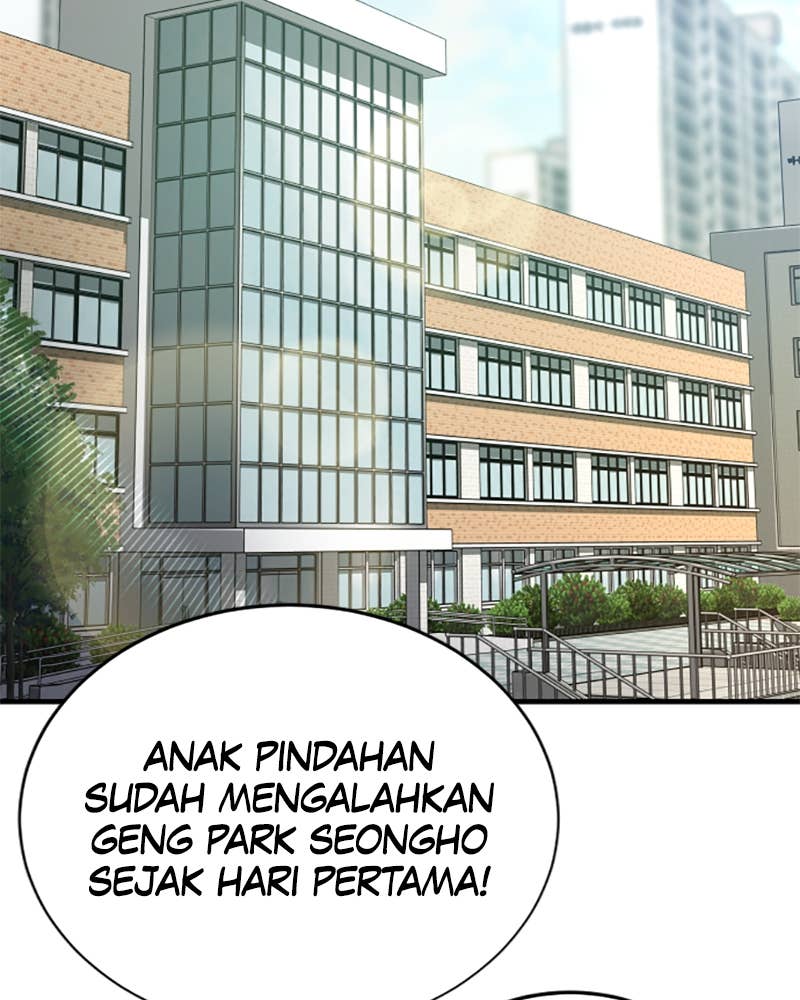 ANAK PINDAHAN
SUDAH MENGALAHKAN
GENG PARK SEONGHO
SEJAK HARI PERTAMA!